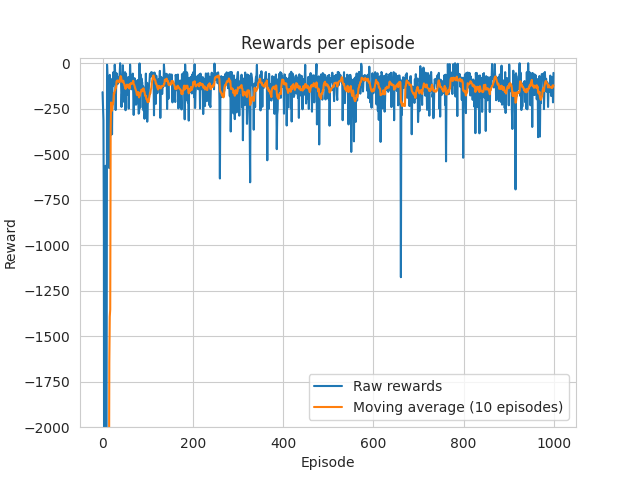 Rewards per episode
0
−250
−500
−750
−1000
−1250
−1500
−1750
−2000
Reward
Raw rewards
Moving average (10 episodes)
0 200 400 600 800 1000
Episode